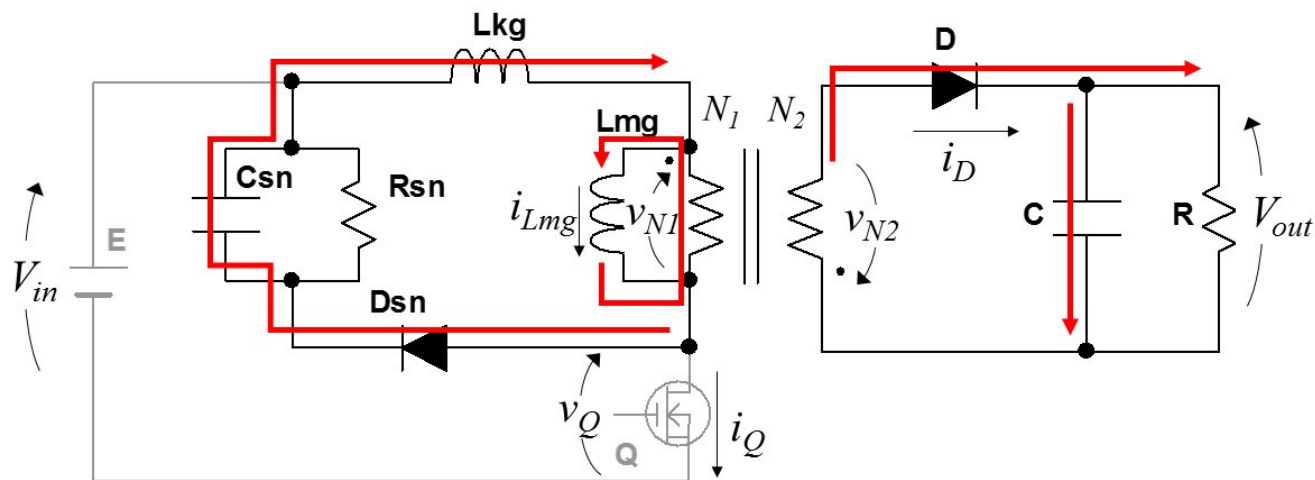 Lkg
D
N1
N2
Lmg
Csn
Rsn
iLmg
vN1
iD
vN2
C
R
Vout
E
Vin
Dsn
vQ
iQ
Q